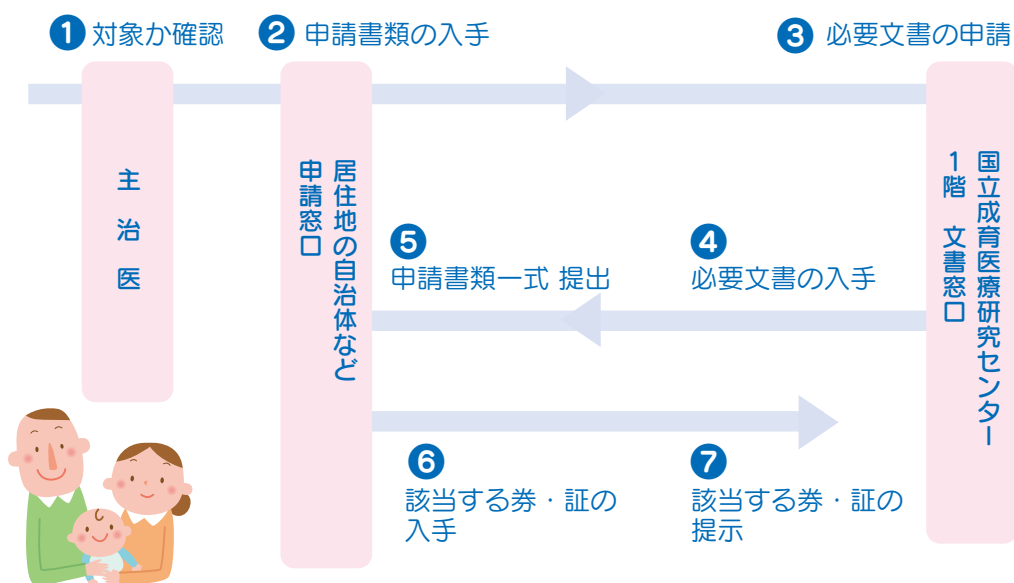 ❶ 対象か確認
❷ 申請書類の入手
❸ 必要文書の申請
主治医
居住地の自治体など
申請窓口
国立成育医療研究センター
1階 文書窓口
❺
申請書類一式 提出
❹
必要文書の入手
❻
該当する券・証の
入手
❼
該当する券・証の
提示